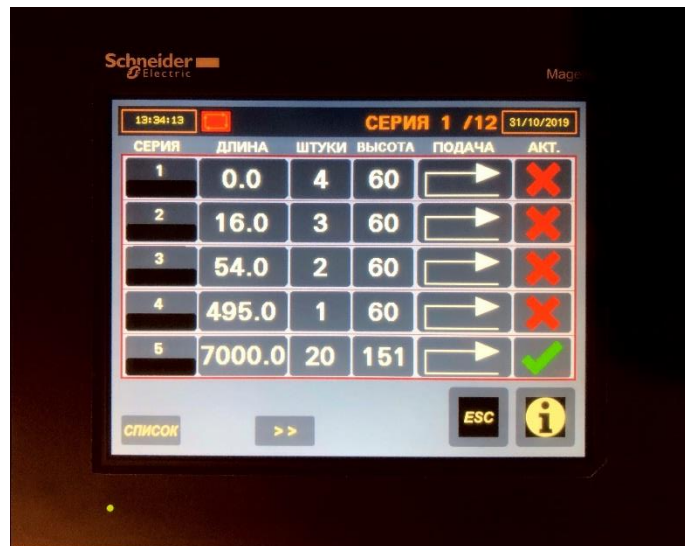 Schneider
Electric
Mage
13:34:13 СЕРИЯ 1 /12 31/10/2019
СЕРИЯ ДЛИНА ШТУКИ ВЫСОТА ПОДАЧА АКТ.
1 0.0 4 60
2 16.0 3 60
3 54.0 2 60
4 495.0 1 60
5 7000.0 20 151
СПИСОК >> ESC i